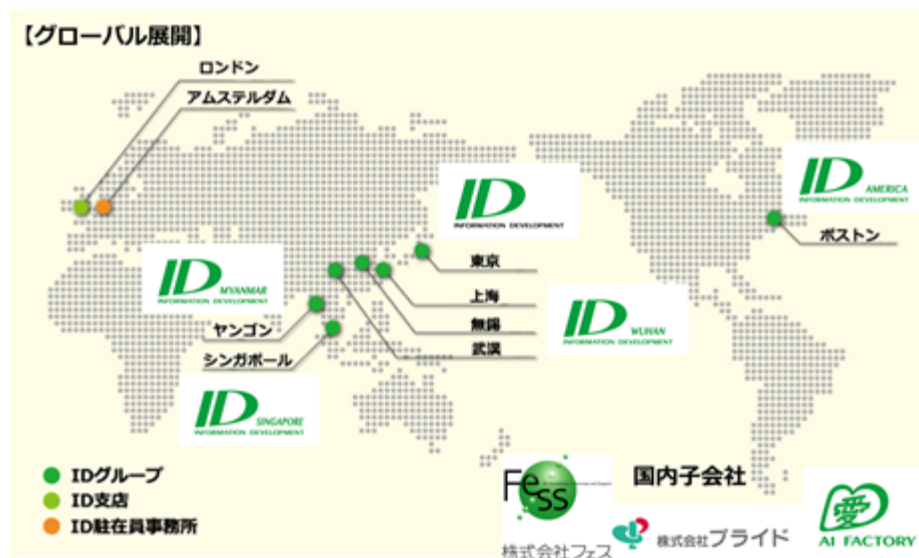 【グローバル展開】
ロンドン
アムステルダム
ID
INFORMATION DEVELOPMENT
ID AMERICA
INFORMATION DEVELOPMENT
ボストン
東京
上海
無錫
武漢
ID MYANMAR
INFORMATION DEVELOPMENT
ヤンゴン
シンガポール
ID WUHAN
INFORMATION DEVELOPMENT
ID SINGAPORE
INFORMATION DEVELOPMENT
IDグループ
ID支店
ID駐在員事務所
国内子会社
Fess
株式会社フェス
株式会社プライド
愛
AI FACTORY